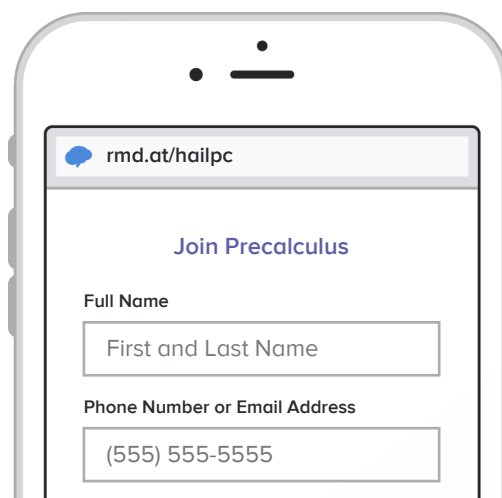 rmd.at/hailpc
Join Precalculus
Full Name
First and Last Name
Phone Number or Email Address
(555) 555-5555